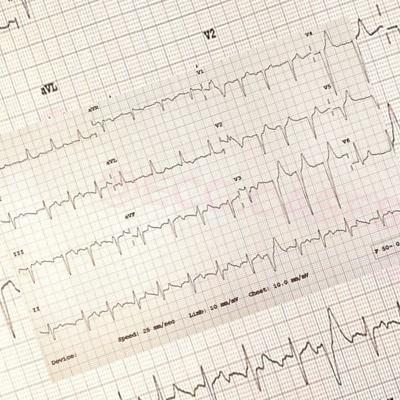 V2
aVL
V4
V1
aVR
V5
V2
aVL
V6
V3
aVF
III
II
Device: Speed: 25 mm/sec Limb: 10 mm/mV Chest: 10.0 mm/mV